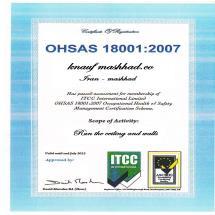 Certificate Of Registration
OHSAS 18001:2007
knauf mashhad.co
Iran - mashhad
Has passed assessment for membership of
ITCC International Limited
OHSAS 18001:2007 Occupational Health & Safety
Management Certification Scheme.
Scope of Activity:
Run the ceiling and walls
Valid until end July 2012
Approved by:
ITCC
INTERNATIONAL